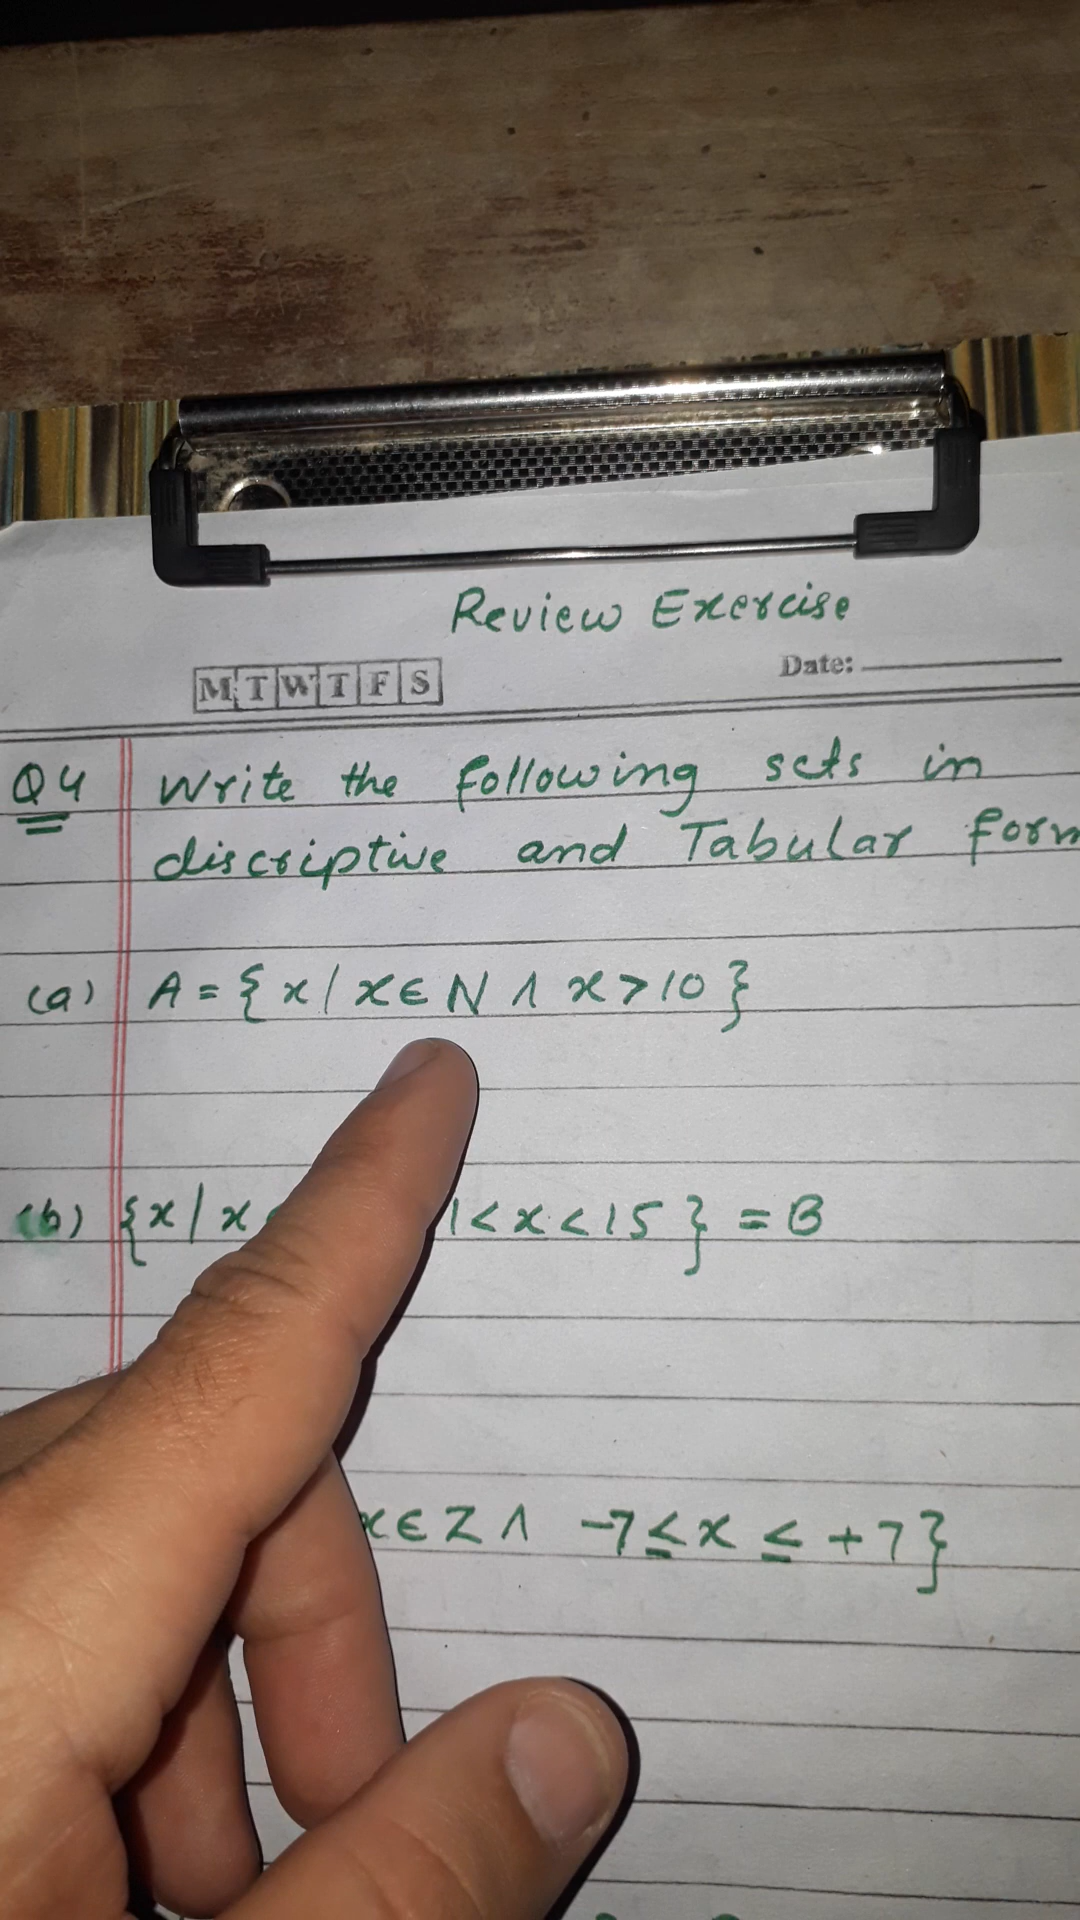 Review Exercise
M T W T F S Date:
Q4 Write the following sets in
discriptive and Tabular form
(a) A = { x / x ∈ N ∧ x > 10 }
(b) { x / x 1 < x < 15 } = B
x ∈ Z ∧ -7 ≤ x ≤ +7 }